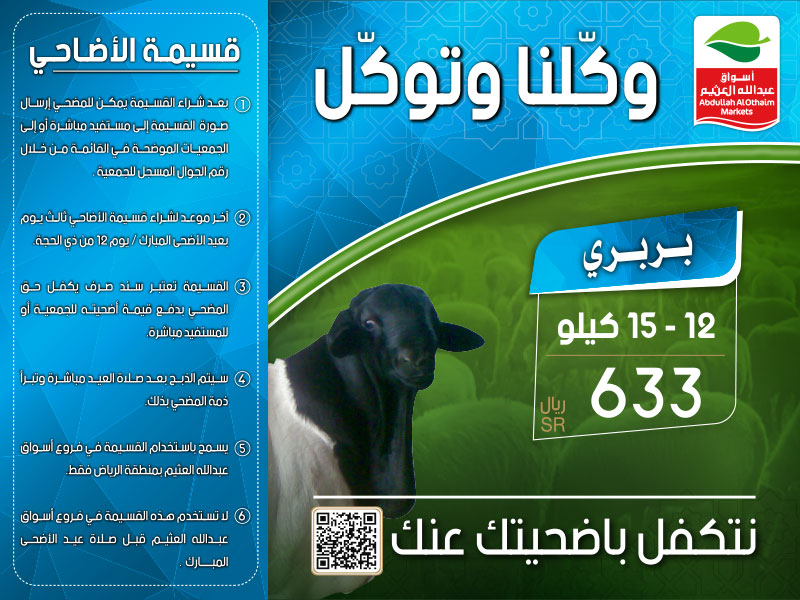 أسواق
عبدالله العثيم
Abdullah AlOthaim
Markets
وكّلنا وتوكّل
بربري
12 - 15 كيلو
633
ريال
SR
نتكفل باضحيتك عنك
قسيمة الأضاحي
1 بعد شراء القسيمة يمكن للمضحي إرسال
صورة القسيمة إلى مستفيد مباشرة أو إلى
الجمعيات الموضحة في القائمة من خلال
رقم الجوال المسجل للجمعية .
2 آخر موعد لشراء قسيمة الأضاحي ثالث يوم
بعيد الأضحى المبارك / يوم 12 من ذي الحجة.
3 القسيمة تعتبر سند صرف يكفل حق
المضحي بدفع قيمة أضحيته للجمعية أو
للمستفيد مباشرة.
4 سيتم الذبح بعد صلاة العيد مباشرة وتبرأ
ذمة المضحي بذلك.
5 يسمح باستخدام القسيمة في فروع أسواق
عبدالله العثيم بمنطقة الرياض فقط.
6 لا تستخدم هذه القسيمة في فروع أسواق
عبدالله العثيم قبل صلاة عيد الأضحى
المبارك .